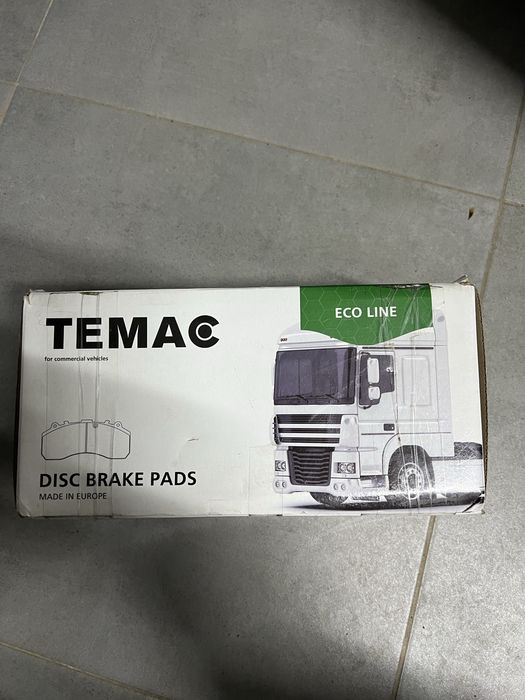 ECO LINE
TEMAC
for commercial vehicles
DISC BRAKE PADS
MADE IN EUROPE